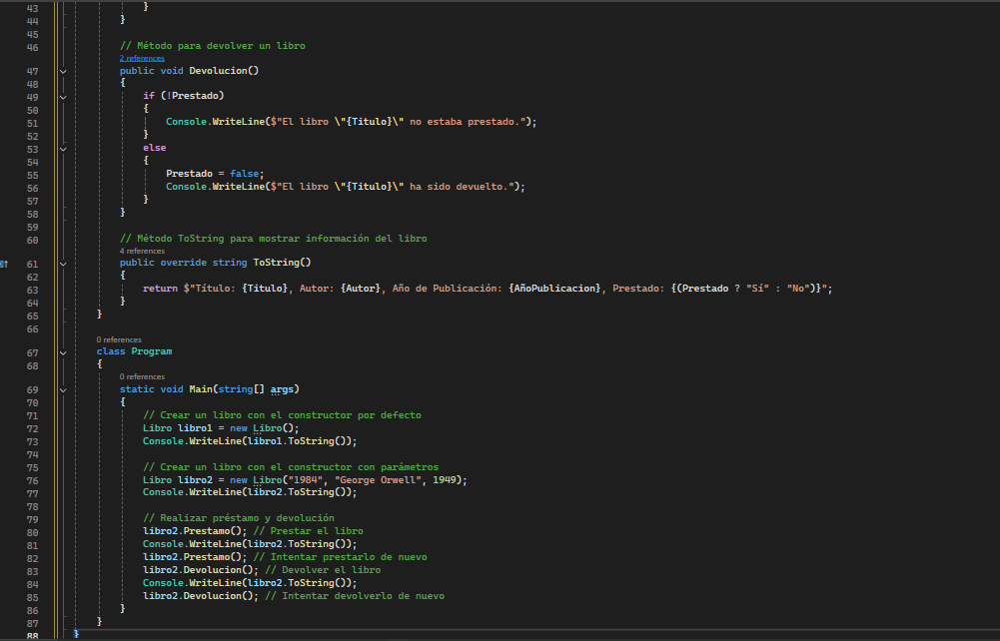 43 }
44 }
45
46 // Método para devolver un libro
2 references
47 public void Devolucion()
48 {
49 if (!Prestado)
50 {
51 Console.WriteLine($"El libro \"{Titulo}\" no estaba prestado.");
52 }
53 else
54 {
55 Prestado = false;
56 Console.WriteLine($"El libro \"{Titulo}\" ha sido devuelto.");
57 }
58 }
59
60 // Método ToString para mostrar información del libro
4 references
61 public override string ToString()
62 {
63 return $"Título: {Titulo}, Autor: {Autor}, Año de Publicación: {AñoPublicacion}, Prestado: {(Prestado ? "Sí" : "No")}";
64 }
65 }
66
0 references
67 class Program
68 {
0 references
69 static void Main(string[] args)
70 {
71 // Crear un libro con el constructor por defecto
72 Libro libro1 = new Libro();
73 Console.WriteLine(libro1.ToString());
74
75 // Crear un libro con el constructor con parámetros
76 Libro libro2 = new Libro("1984", "George Orwell", 1949);
77 Console.WriteLine(libro2.ToString());
78
79 // Realizar préstamo y devolución
80 libro2.Prestamo(); // Prestar el libro
81 Console.WriteLine(libro2.ToString());
82 libro2.Prestamo(); // Intentar prestarlo de nuevo
83 libro2.Devolucion(); // Devolver el libro
84 Console.WriteLine(libro2.ToString());
85 libro2.Devolucion(); // Intentar devolverlo de nuevo
86 }
87 }
88 }